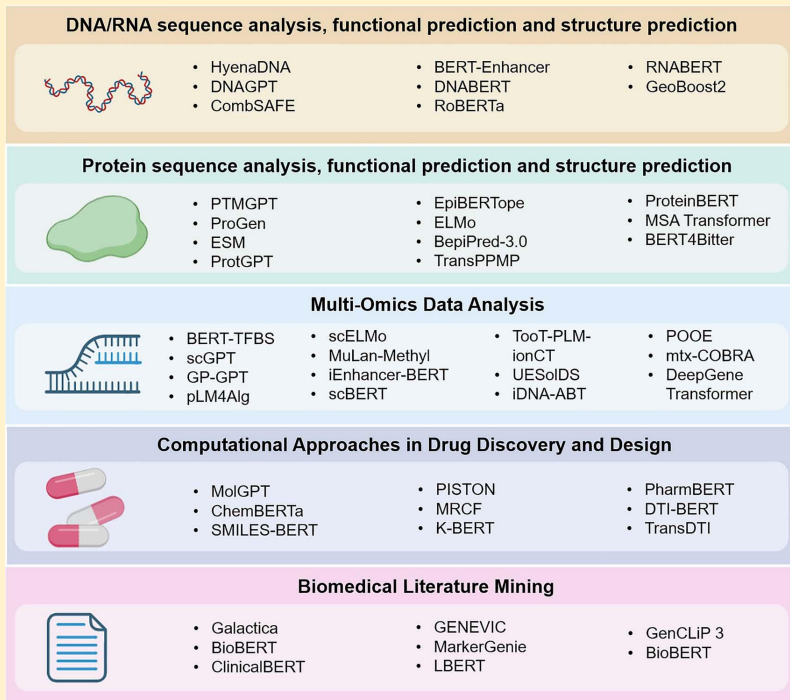 DNA/RNA sequence analysis, functional prediction and structure prediction
• HyenaDNA
• DNAGPT
• CombSAFE
• BERT-Enhancer
• DNABERT
• RoBERTa
• RNABERT
• GeoBoost2
Protein sequence analysis, functional prediction and structure prediction
• PTMGPT
• ProGen
• ESM
• ProtGPT
• EpiBERTope
• ELMo
• BepiPred-3.0
• TransPPMP
• ProteinBERT
• MSA Transformer
• BERT4Bitter
Multi-Omics Data Analysis
• BERT-TFBS
• scGPT
• GP-GPT
• pLM4Alg
• scELMo
• MuLan-Methyl
• iEnhancer-BERT
• scBERT
• TooT-PLM-
ionCT
• UESolDS
• iDNA-ABT
• POOE
• mtx-COBRA
• DeepGene
Transformer
Computational Approaches in Drug Discovery and Design
• MolGPT
• ChemBERTa
• SMILES-BERT
• PISTON
• MRCF
• K-BERT
• PharmBERT
• DTI-BERT
• TransDTI
Biomedical Literature Mining
• Galactica
• BioBERT
• ClinicalBERT
• GENEVIC
• MarkerGenie
• LBERT
• GenCLiP 3
• BioBERT